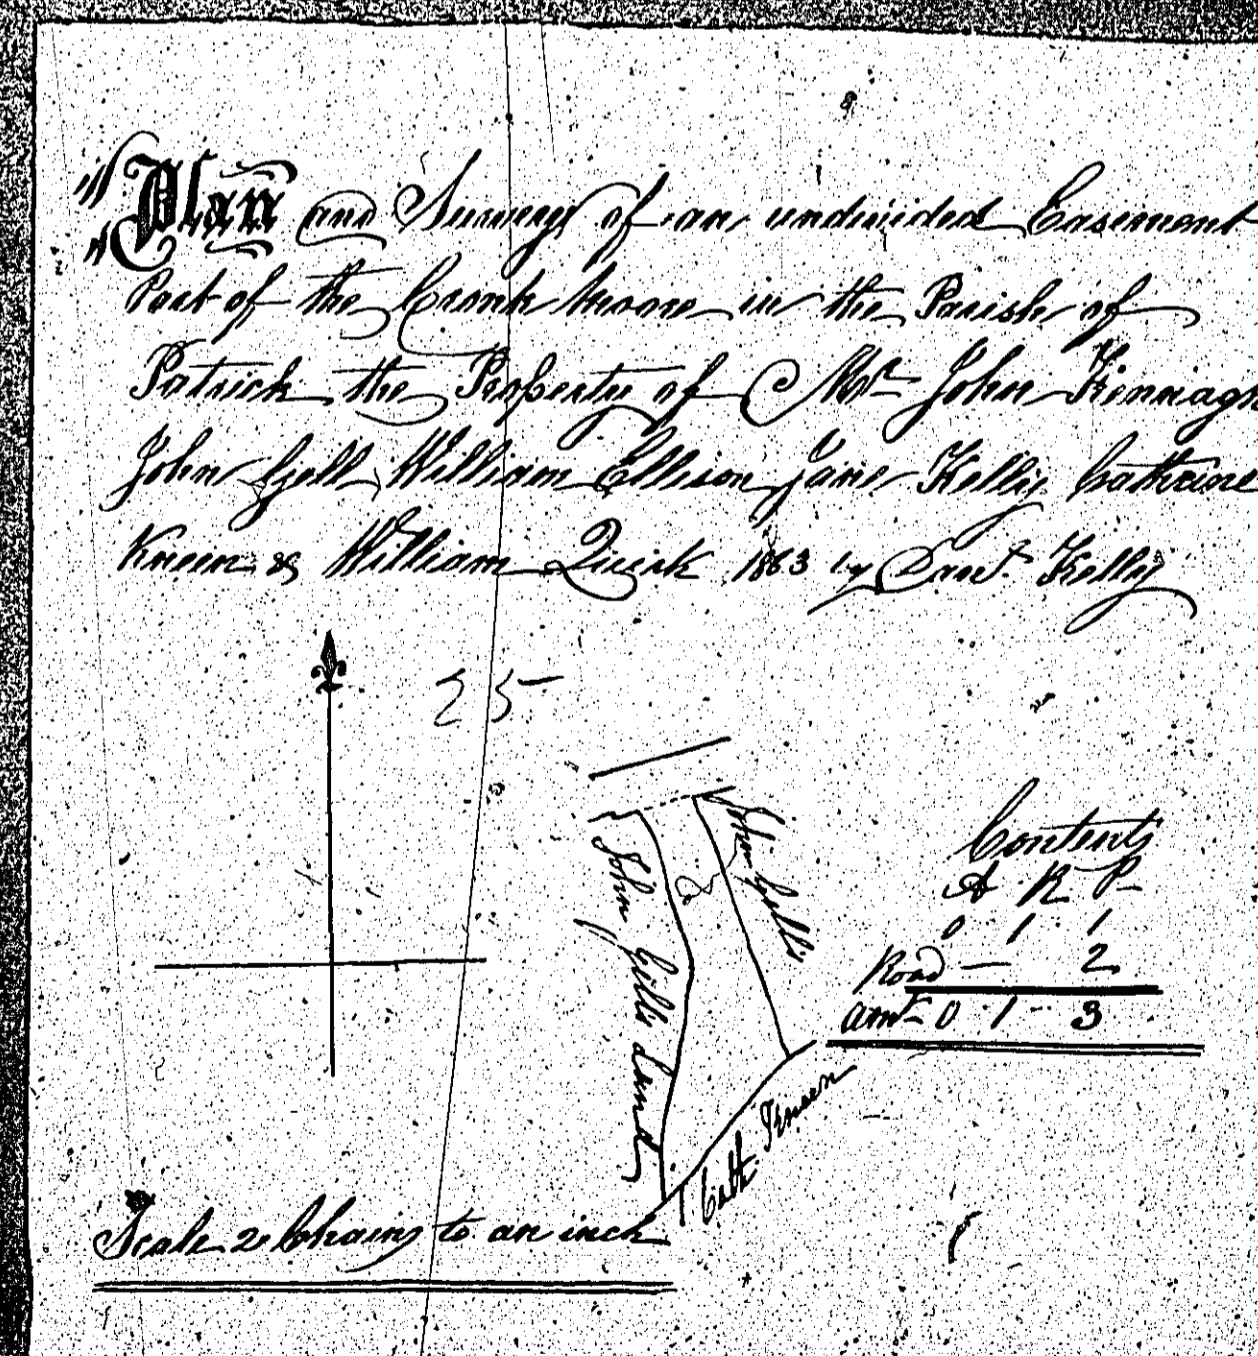 Plan and Survey of an undivided Easement
Part of the Cronk moore in the Parish of
Patrick the Property of Mr John Kennagh
John Gell, William Ellison, Jane Kelly, Cathrine
Kneen & William Quirk 1863 by Danl. Kelly
25
John Gell's
John Gills Land
Cath. Kneen
Contents
A R P
0 1 1
Road — 2
amt 0 1 3
Scale 2 Chains to an inch